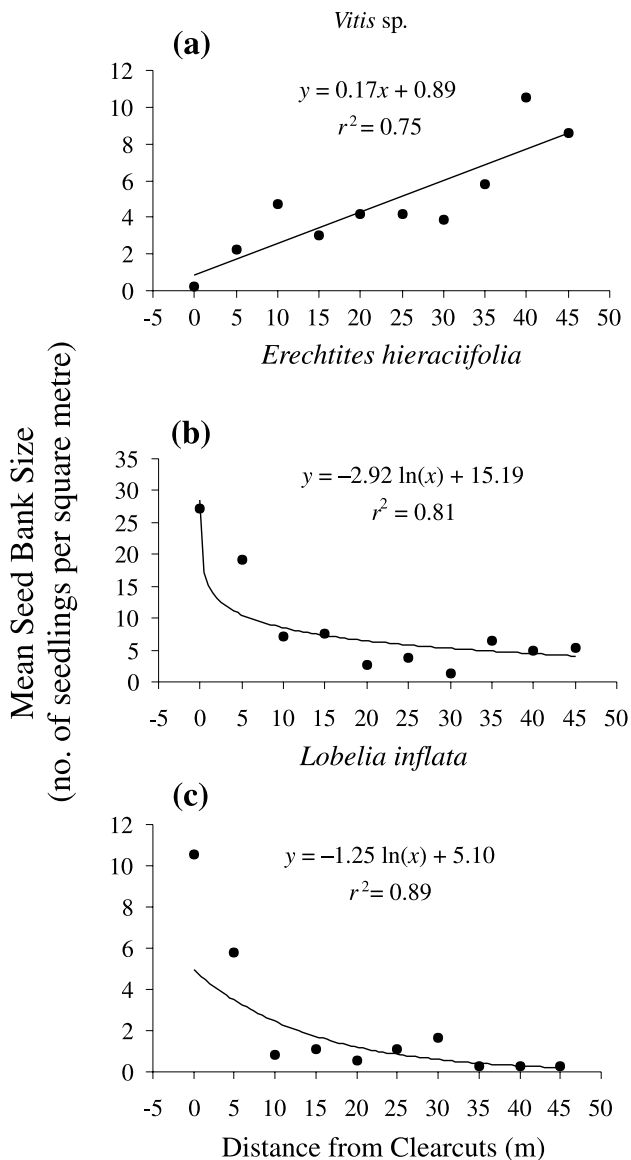 Vitis sp.
(a)
y = 0.17x + 0.89
r² = 0.75
12
10
8
6
4
2
0
-5 0 5 10 15 20 25 30 35 40 45 50
Erechtites hieraciifolia
(b)
y = –2.92 ln(x) + 15.19
r² = 0.81
35
30
25
20
15
10
5
0
-5 0 5 10 15 20 25 30 35 40 45 50
Lobelia inflata
(c)
y = –1.25 ln(x) + 5.10
r² = 0.89
12
10
8
6
4
2
0
-5 0 5 10 15 20 25 30 35 40 45 50
Distance from Clearcuts (m)
Mean Seed Bank Size
(no. of seedlings per square metre)